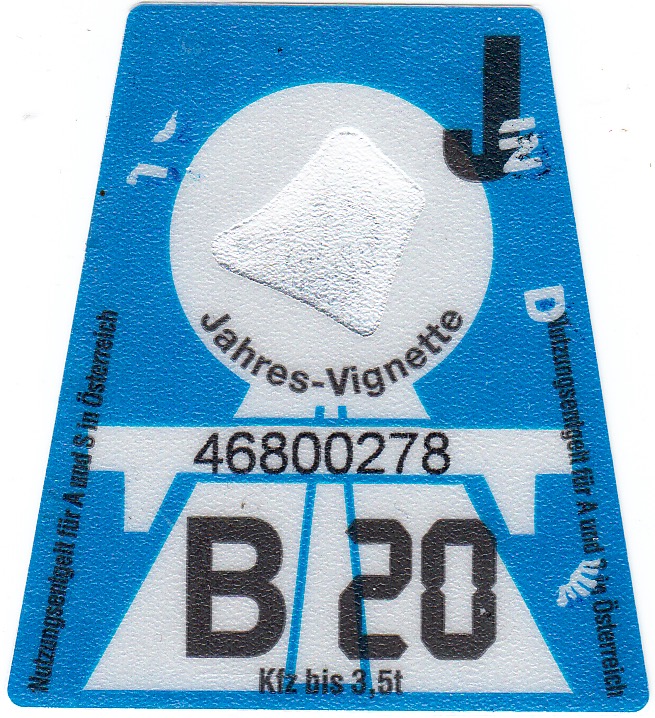 J
Jahres-Vignette
46800278
B 20
Kfz bis 3,5t
Nutzungsentgelt für A und S in Österreich
Nutzungsentgelt für A und S in Österreich